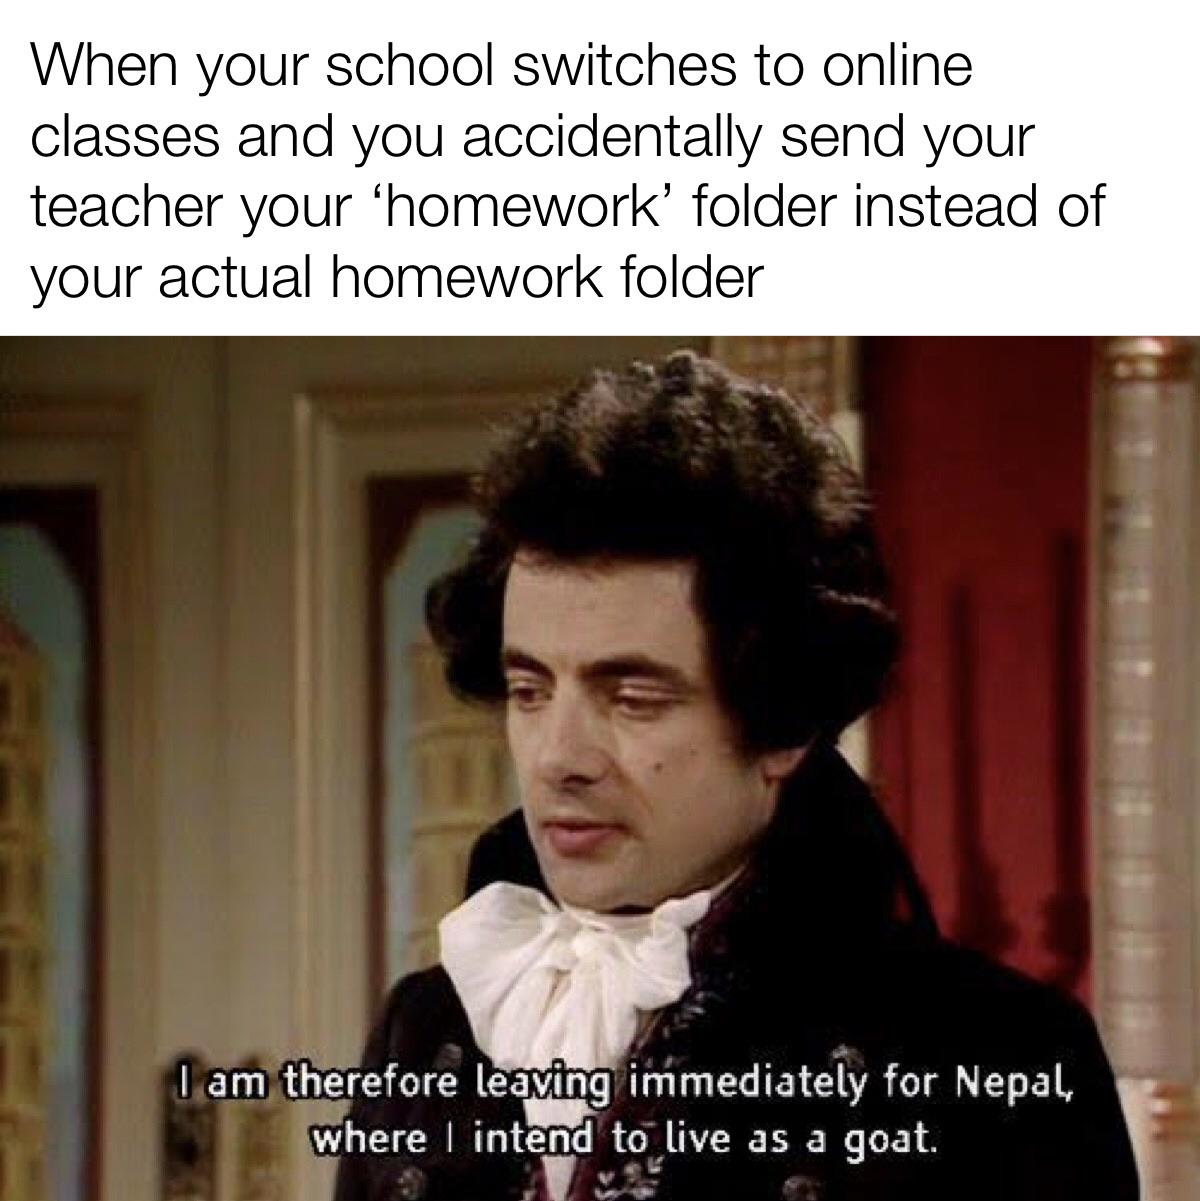 When your school switches to online
classes and you accidentally send your
teacher your ‘homework’ folder instead of
your actual homework folder
I am therefore leaving immediately for Nepal,
where I intend to live as a goat.